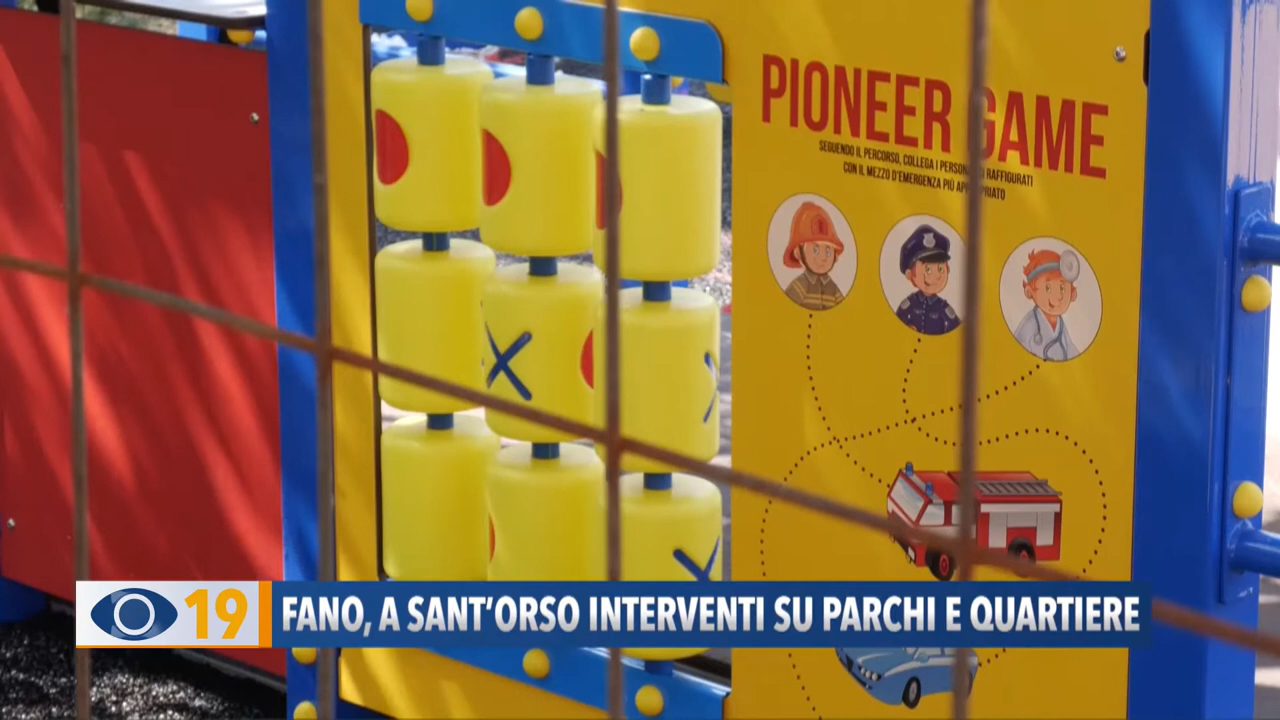 PIONEER GAME
SEGUENDO IL PERCORSO, COLLEGA I PERSONAGGI RAFFIGURATI
CON IL MEZZO D'EMERGENZA PIÙ APPROPRIATO
19
FANO, A SANT'ORSO INTERVENTI SU PARCHI E QUARTIERE